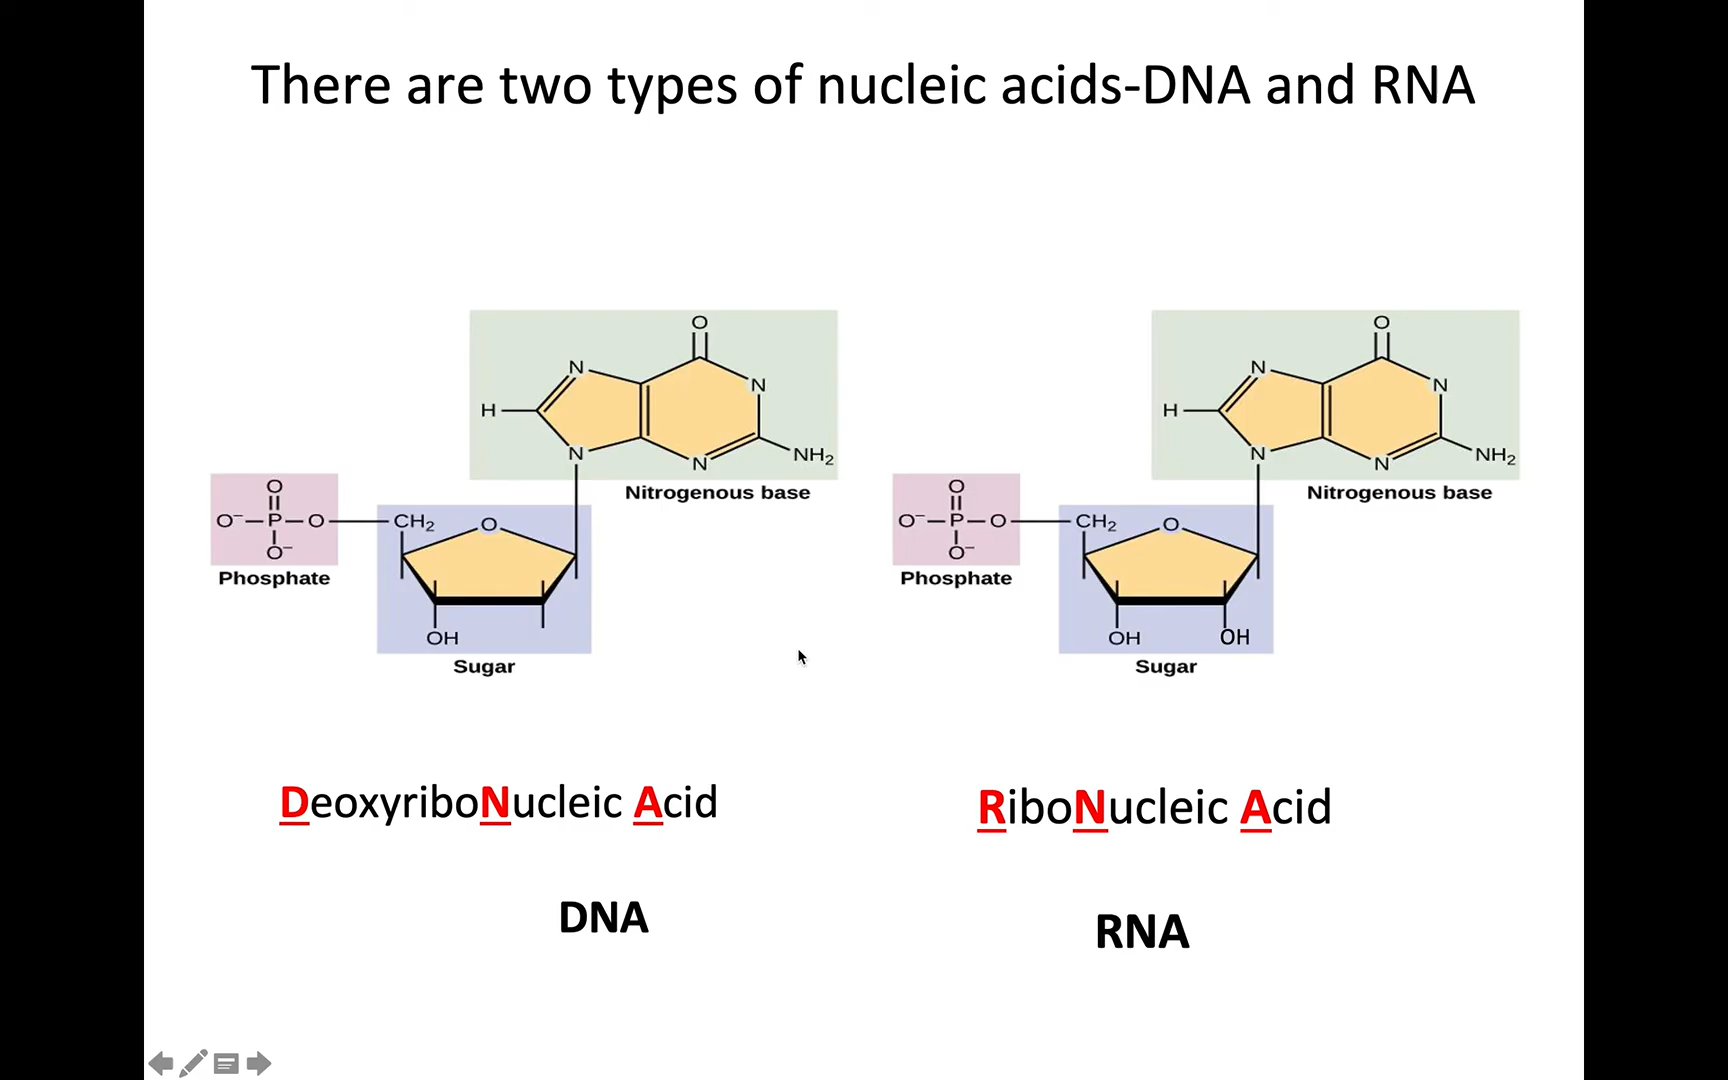 There are two types of nucleic acids-DNA and RNA
O
N
N
H
N
N
NH₂
Nitrogenous base
O
O⁻ P O
O⁻
Phosphate
CH₂
O
OH
Sugar
O
N
N
H
N
N
NH₂
Nitrogenous base
O
O⁻ P O
O⁻
Phosphate
CH₂
O
OH
OH
Sugar
DeoxyriboNucleic Acid
RiboNucleic Acid
DNA
RNA